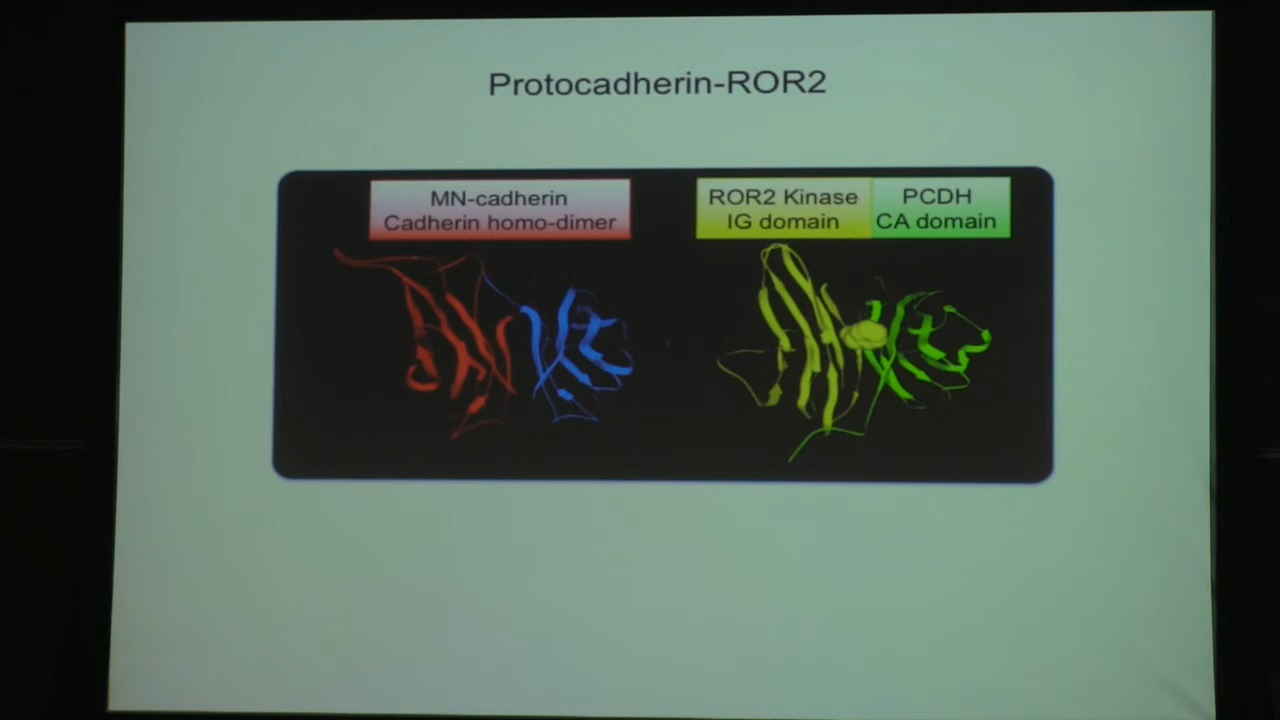 Protocadherin-ROR2
MN-cadherin
Cadherin homo-dimer
ROR2 Kinase
IG domain
PCDH
CA domain